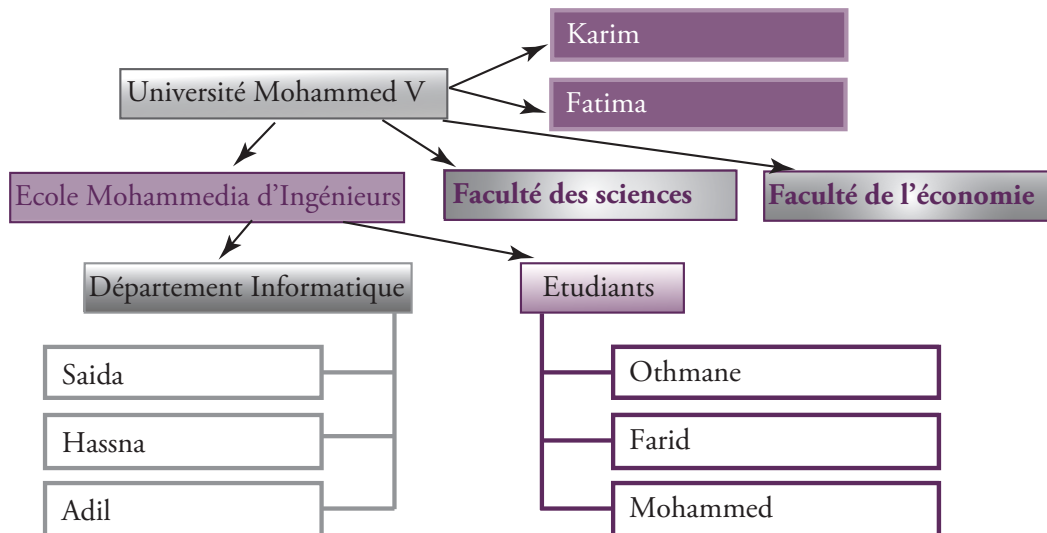 Karim
Université Mohammed V
Fatima
Ecole Mohammedia d'Ingénieurs
Faculté des sciences
Faculté de l'économie
Département Informatique
Etudiants
Saida
Othmane
Hassna
Farid
Adil
Mohammed